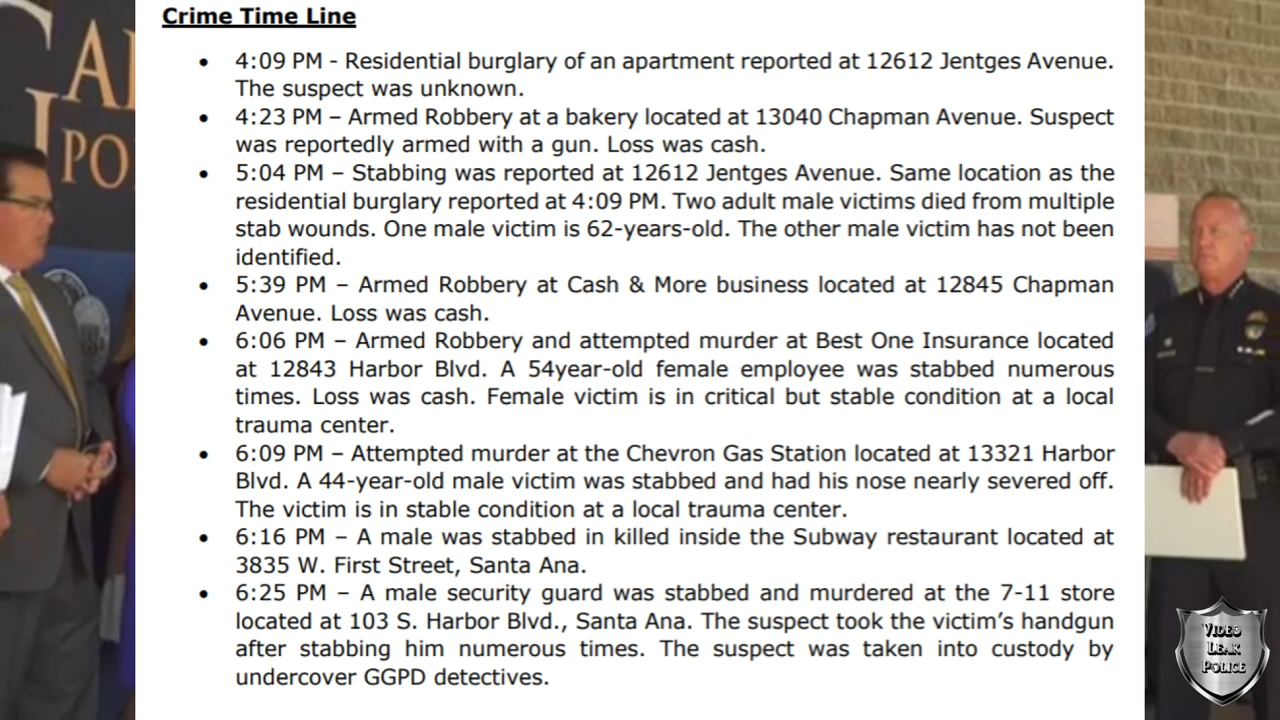 Crime Time Line
• 4:09 PM - Residential burglary of an apartment reported at 12612 Jentges Avenue.
The suspect was unknown.
• 4:23 PM – Armed Robbery at a bakery located at 13040 Chapman Avenue. Suspect
was reportedly armed with a gun. Loss was cash.
• 5:04 PM – Stabbing was reported at 12612 Jentges Avenue. Same location as the
residential burglary reported at 4:09 PM. Two adult male victims died from multiple
stab wounds. One male victim is 62-years-old. The other male victim has not been
identified.
• 5:39 PM – Armed Robbery at Cash & More business located at 12845 Chapman
Avenue. Loss was cash.
• 6:06 PM – Armed Robbery and attempted murder at Best One Insurance located
at 12843 Harbor Blvd. A 54year-old female employee was stabbed numerous
times. Loss was cash. Female victim is in critical but stable condition at a local
trauma center.
• 6:09 PM – Attempted murder at the Chevron Gas Station located at 13321 Harbor
Blvd. A 44-year-old male victim was stabbed and had his nose nearly severed off.
The victim is in stable condition at a local trauma center.
• 6:16 PM – A male was stabbed in killed inside the Subway restaurant located at
3835 W. First Street, Santa Ana.
• 6:25 PM – A male security guard was stabbed and murdered at the 7-11 store
located at 103 S. Harbor Blvd., Santa Ana. The suspect took the victim's handgun
after stabbing him numerous times. The suspect was taken into custody by
undercover GGPD detectives.
GA
PO
VIDEO
LEAK
POLICE